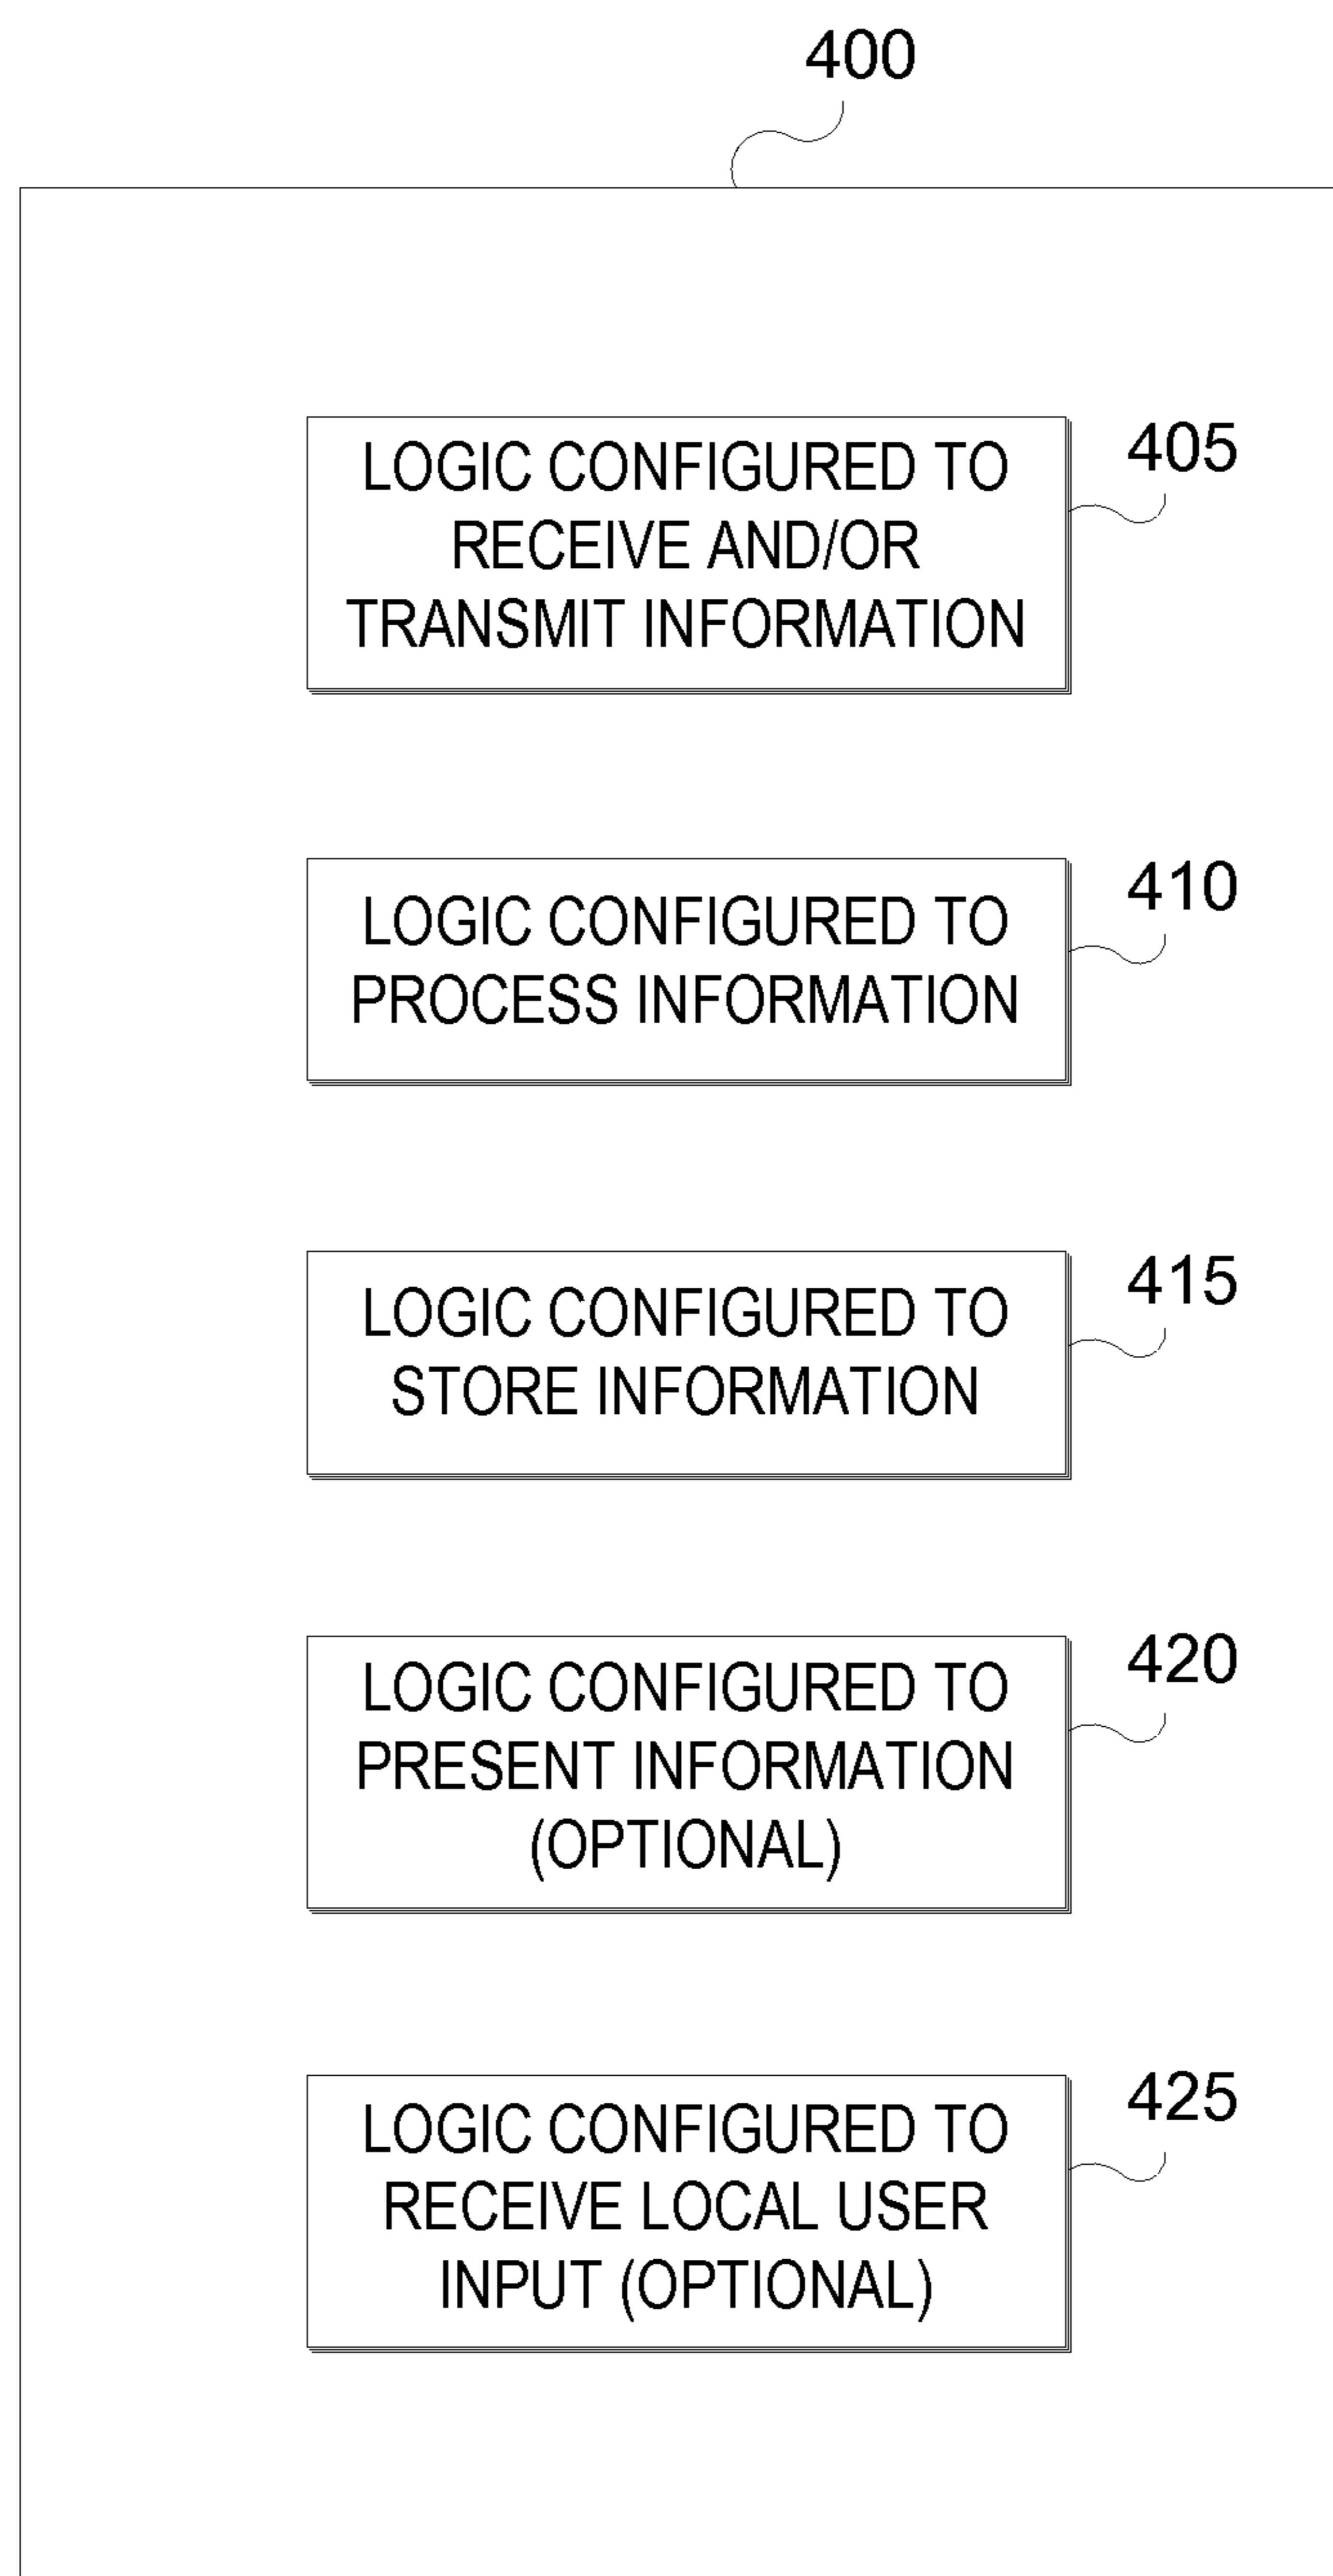 400
LOGIC CONFIGURED TO
RECEIVE AND/OR
TRANSMIT INFORMATION
405
LOGIC CONFIGURED TO
PROCESS INFORMATION
410
LOGIC CONFIGURED TO
STORE INFORMATION
415
LOGIC CONFIGURED TO
PRESENT INFORMATION
(OPTIONAL)
420
LOGIC CONFIGURED TO
RECEIVE LOCAL USER
INPUT (OPTIONAL)
425